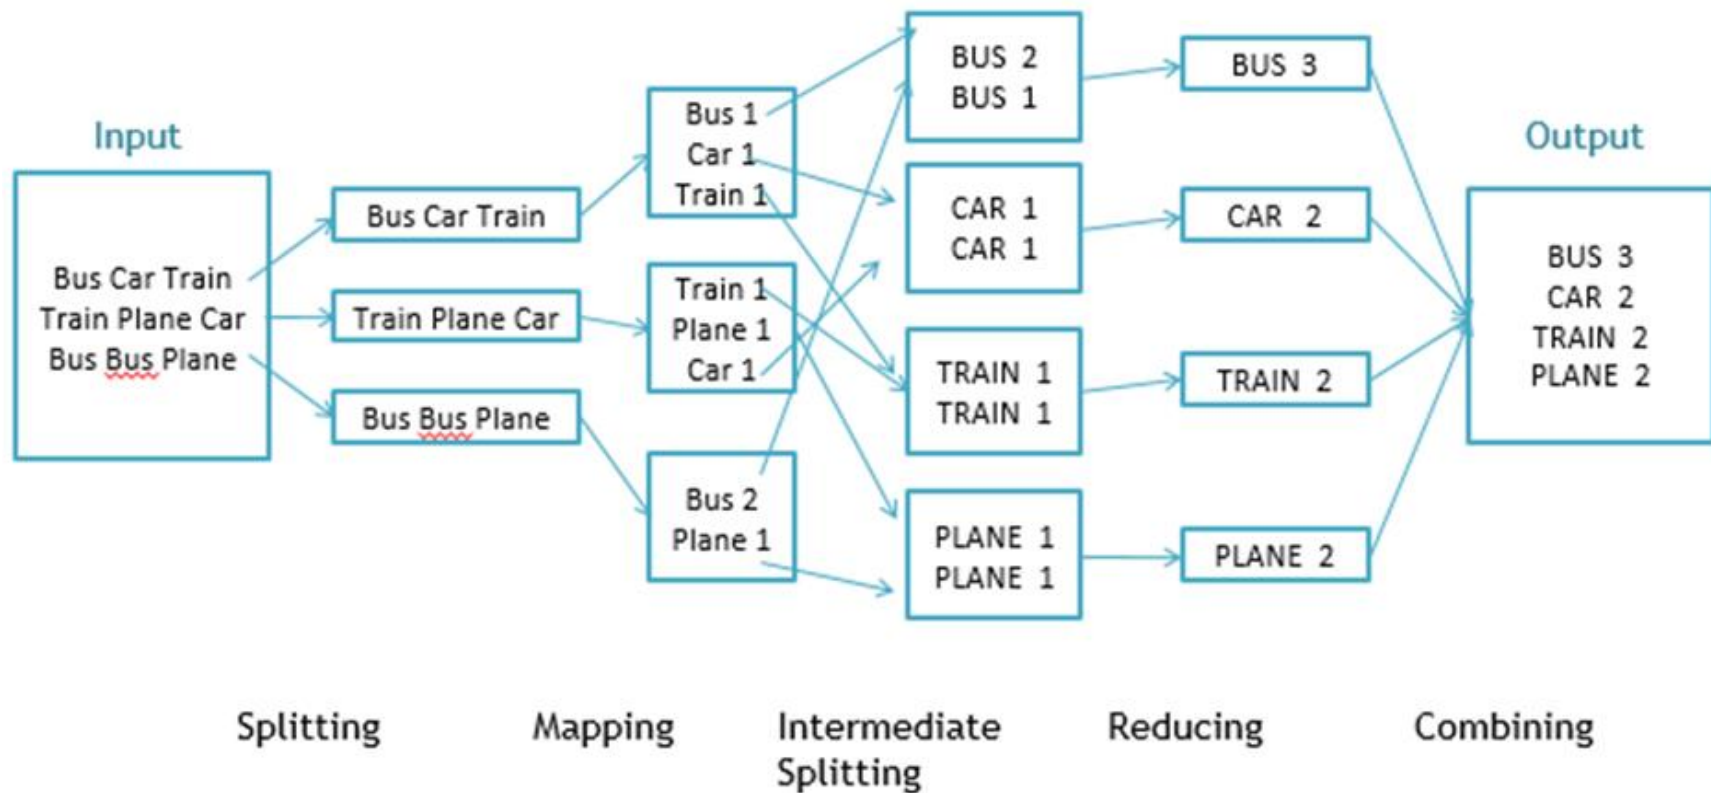 Input
Bus Car Train
Train Plane Car
Bus Bus Plane
Bus Car Train
Train Plane Car
Bus Bus Plane
Bus 1
Car 1
Train 1
Train 1
Plane 1
Car 1
Bus 2
Plane 1
BUS 2
BUS 1
CAR 1
CAR 1
TRAIN 1
TRAIN 1
PLANE 1
PLANE 1
BUS 3
CAR 2
TRAIN 2
PLANE 2
Output
BUS 3
CAR 2
TRAIN 2
PLANE 2
Splitting
Mapping
Intermediate
Splitting
Reducing
Combining